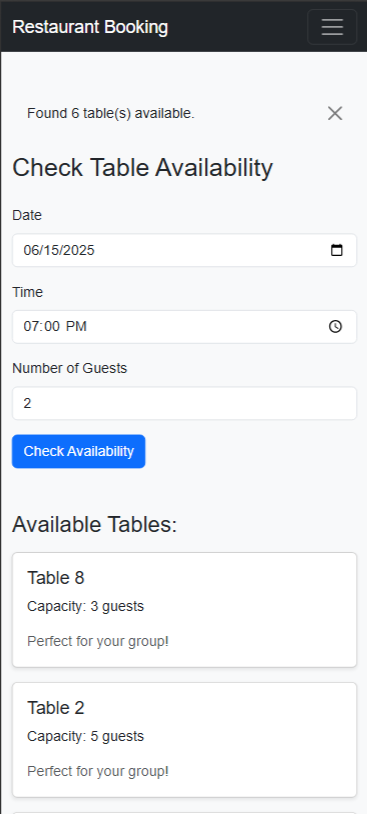 Restaurant Booking
Found 6 table(s) available.
Check Table Availability
Date
06/15/2025
Time
07:00 PM
Number of Guests
2
Check Availability
Available Tables:
Table 8
Capacity: 3 guests
Perfect for your group!
Table 2
Capacity: 5 guests
Perfect for your group!